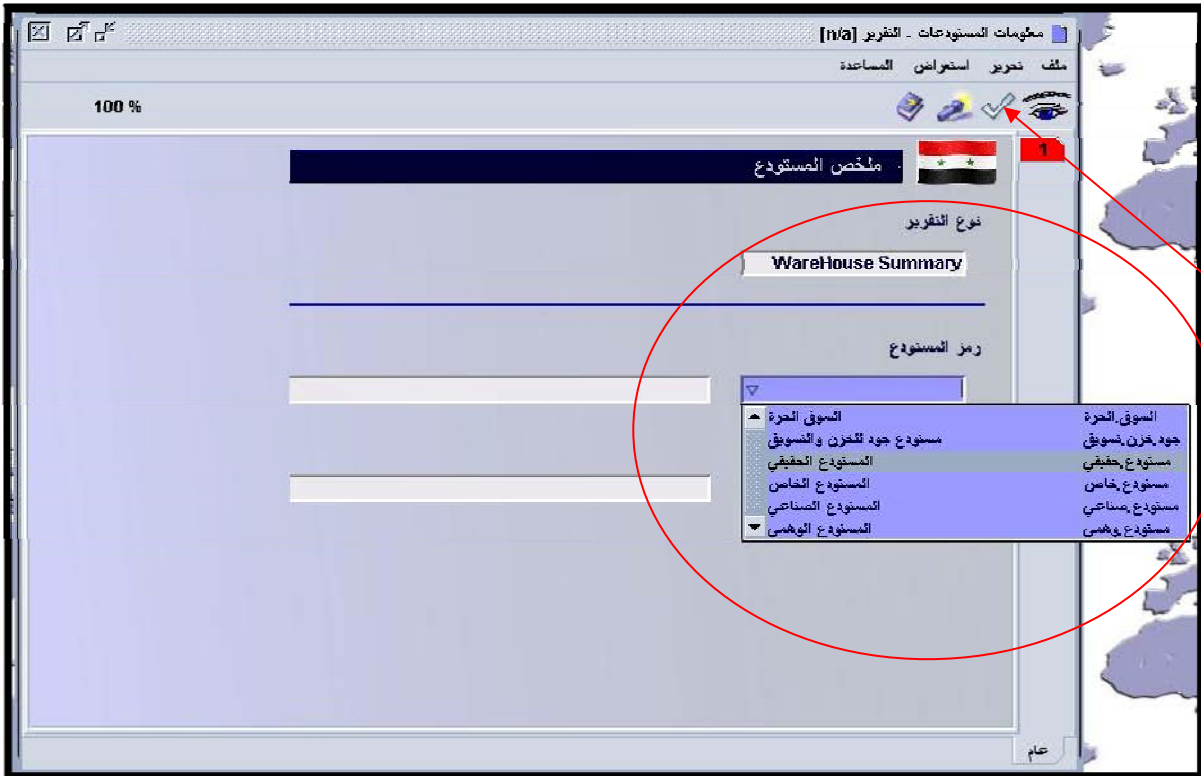 معلومات المستودعات - التقرير [n/a]
ملف تحرير استعراض المساعدة
100 %
1
ملخص المستودع
نوع التقرير
WareHouse Summary
رمز المستودع
السوق.الحرة السوق الحرة
جود.خزن.تسويق مستودع جود للخزن والتسويق
مستودع.حقيقي المستودع الحقيقي
مستودع.خاص المستودع الخاص
مستودع.صناعي المستودع الصناعي
مستودع.وهمي المستودع الوهمي
عام